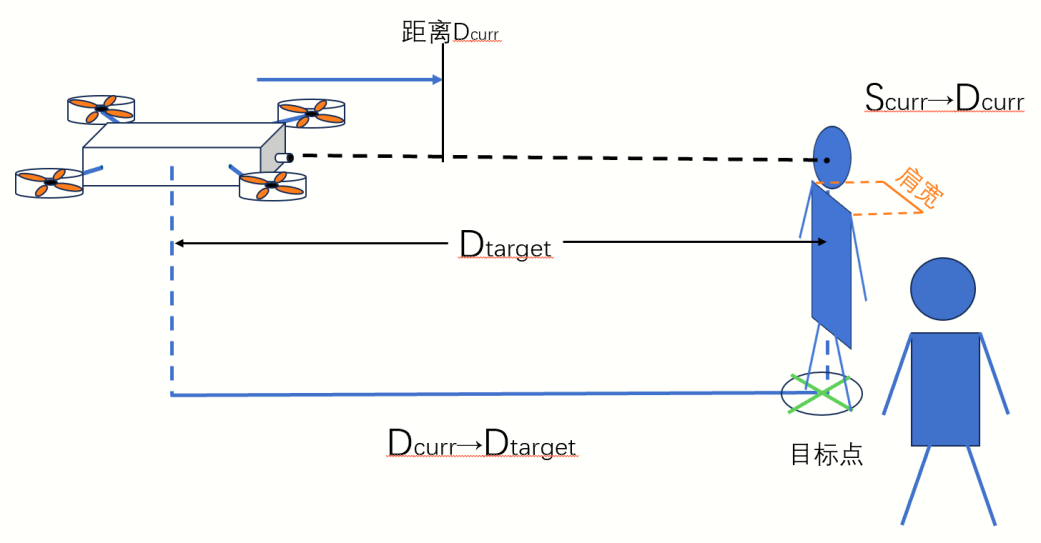 距离Dcurr
Scurr→Dcurr
肩宽
Dtarget
Dcurr→Dtarget
目标点